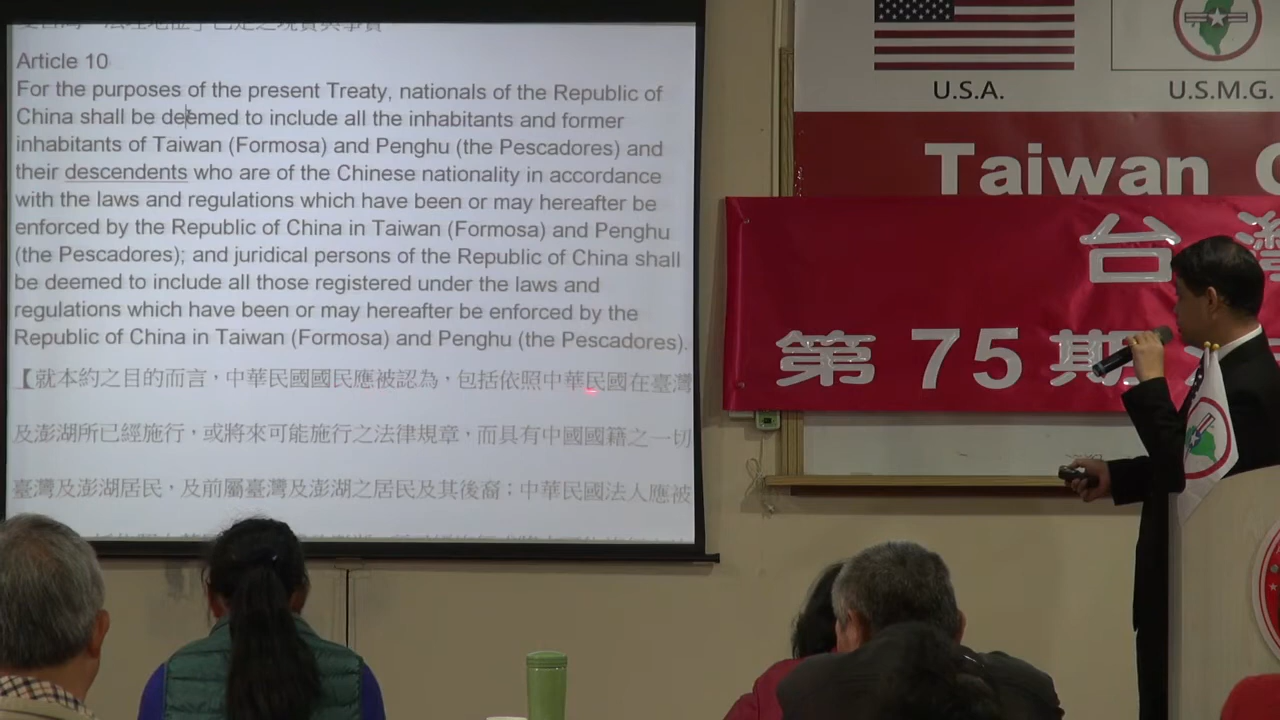 Article 10
For the purposes of the present Treaty, nationals of the Republic of
China shall be deemed to include all the inhabitants and former
inhabitants of Taiwan (Formosa) and Penghu (the Pescadores) and
their descendents who are of the Chinese nationality in accordance
with the laws and regulations which have been or may hereafter be
enforced by the Republic of China in Taiwan (Formosa) and Penghu
(the Pescadores); and juridical persons of the Republic of China shall
be deemed to include all those registered under the laws and
regulations which have been or may hereafter be enforced by the
Republic of China in Taiwan (Formosa) and Penghu (the Pescadores).
【就本約之目的而言，中華民國國民應被認為，包括依照中華民國在臺灣
及澎湖所已經施行，或將來可能施行之法律規章，而具有中國國籍之一切
臺灣及澎湖居民，及前屬臺灣及澎湖之居民及其後裔；中華民國法人應被
U.S.A.
U.S.M.G.
Taiwan
台灣
第 75 期